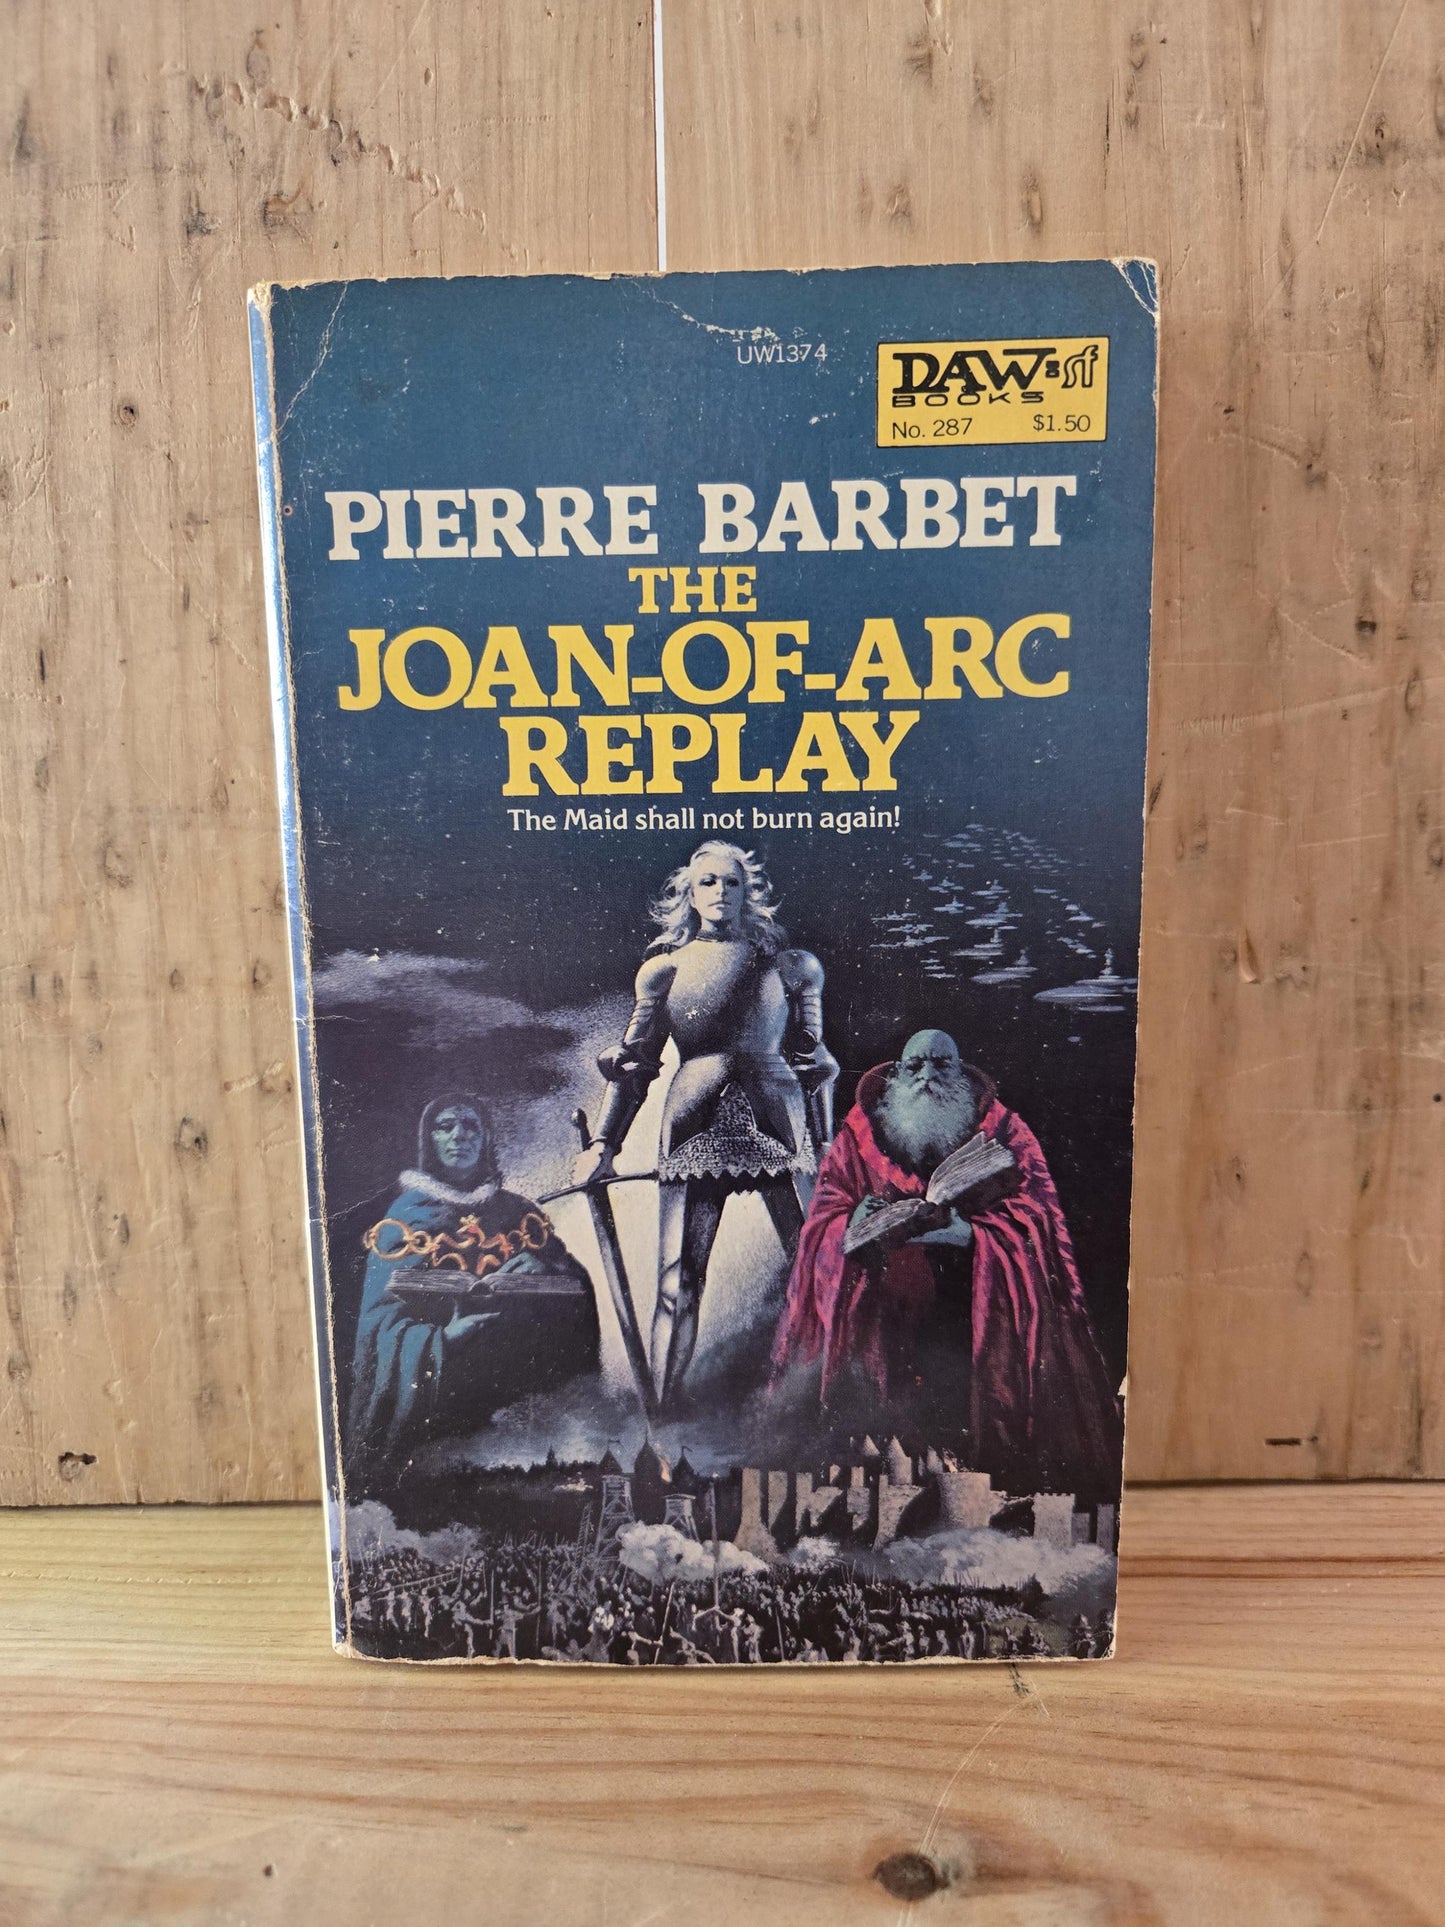 UW1374
DAW sf
BOOKS
No. 287 $1.50
PIERRE BARBET
THE
JOAN-OF-ARC
REPLAY
The Maid shall not burn again!